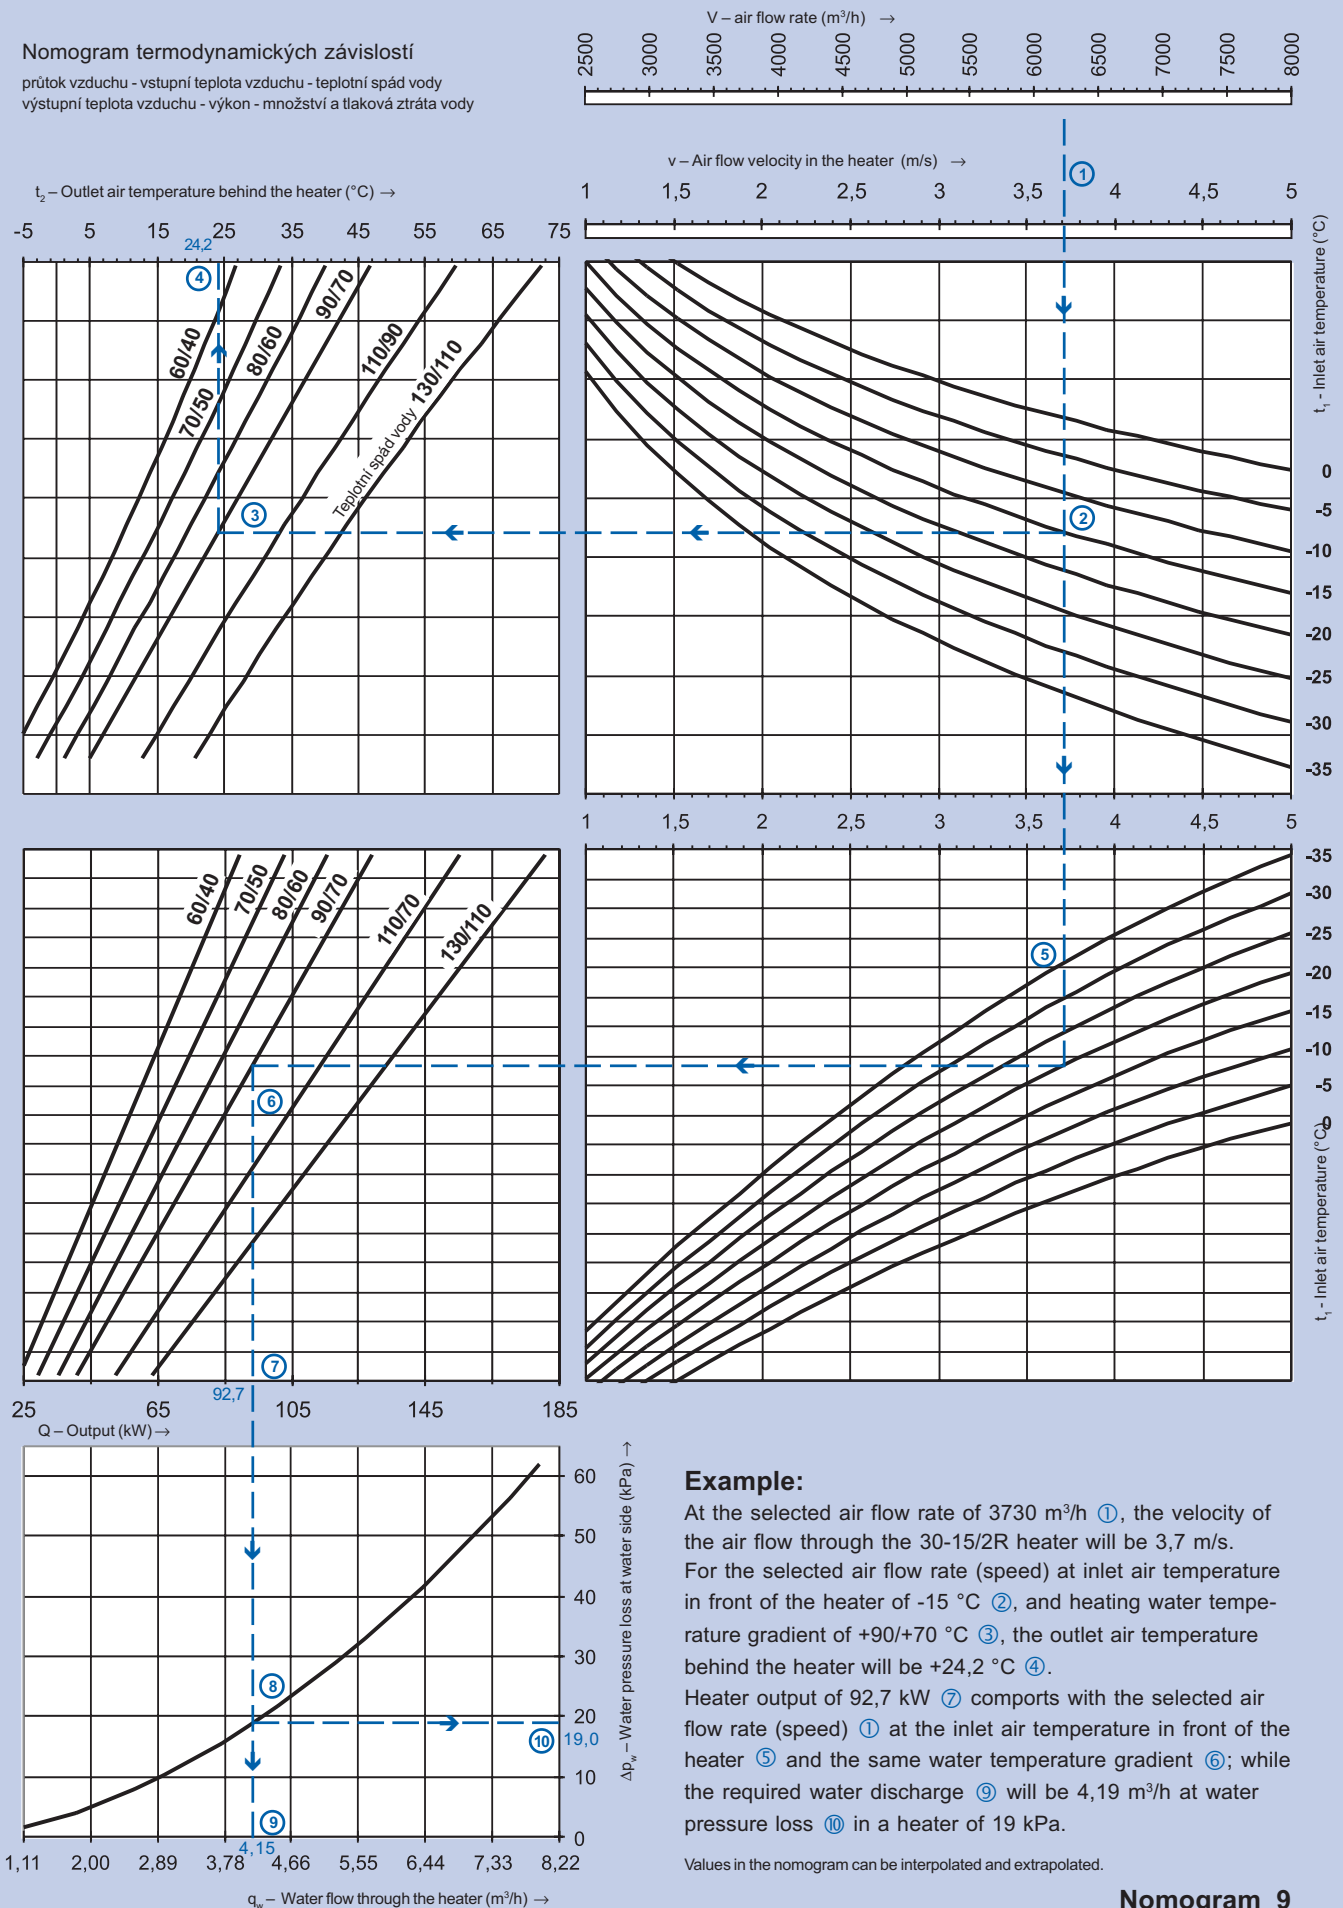 V – air flow rate (m³/h) →
Nomogram termodynamických závislostí
průtok vzduchu - vstupní teplota vzduchu - teplotní spád vody
výstupní teplota vzduchu - výkon - množství a tlaková ztráta vody
2500 3000 3500 4000 4500 5000 5500 6000 6500 7000 7500 8000
v – Air flow velocity in the heater (m/s) →
1 1,5 2 2,5 3 3,5 4 4,5 5
①
t₂ – Outlet air temperature behind the heater (°C) →
-5 5 15 25 35 45 55 65 75
24,2
④
60/40
70/50
80/60
90/70
110/90
Teplotní spád vody 130/110
③
②
t₁ - Inlet air temperature (°C)
0
-5
-10
-15
-20
-25
-30
-35
1 1,5 2 2,5 3 3,5 4 4,5 5
60/40
70/50
80/60
90/70
110/70
130/110
⑤
-35
-30
-25
-20
-15
-10
-5
0
t₁ - Inlet air temperature (°C)
⑥
⑦
92,7
25 65 105 145 185
Q – Output (kW) →
60
50
40
30
20
19,0
10
0
Δp_w – Water pressure loss at water side (kPa) →
⑧
⑩
⑨
4,15
1,11 2,00 2,89 3,78 4,66 5,55 6,44 7,33 8,22
q_w – Water flow through the heater (m³/h) →
Example:
At the selected air flow rate of 3730 m³/h ①, the velocity of
the air flow through the 30-15/2R heater will be 3,7 m/s.
For the selected air flow rate (speed) at inlet air temperature
in front of the heater of -15 °C ②, and heating water tempe-
rature gradient of +90/+70 °C ③, the outlet air temperature
behind the heater will be +24,2 °C ④.
Heater output of 92,7 kW ⑦ comports with the selected air
flow rate (speed) ① at the inlet air temperature in front of the
heater ⑤ and the same water temperature gradient ⑥; while
the required water discharge ⑨ will be 4,19 m³/h at water
pressure loss ⑩ in a heater of 19 kPa.
Values in the nomogram can be interpolated and extrapolated.
Nomogram 9